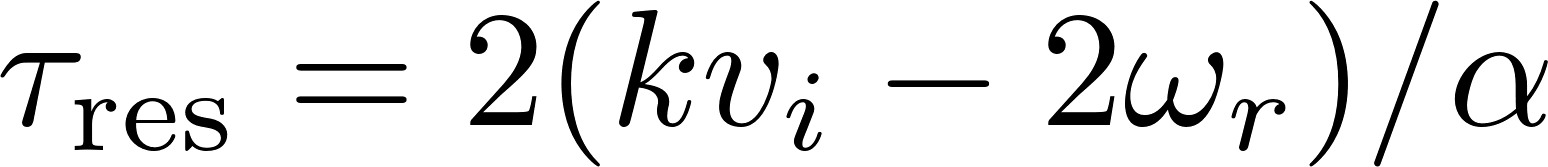 τ_res = 2(kv_i − 2ω_r)/α